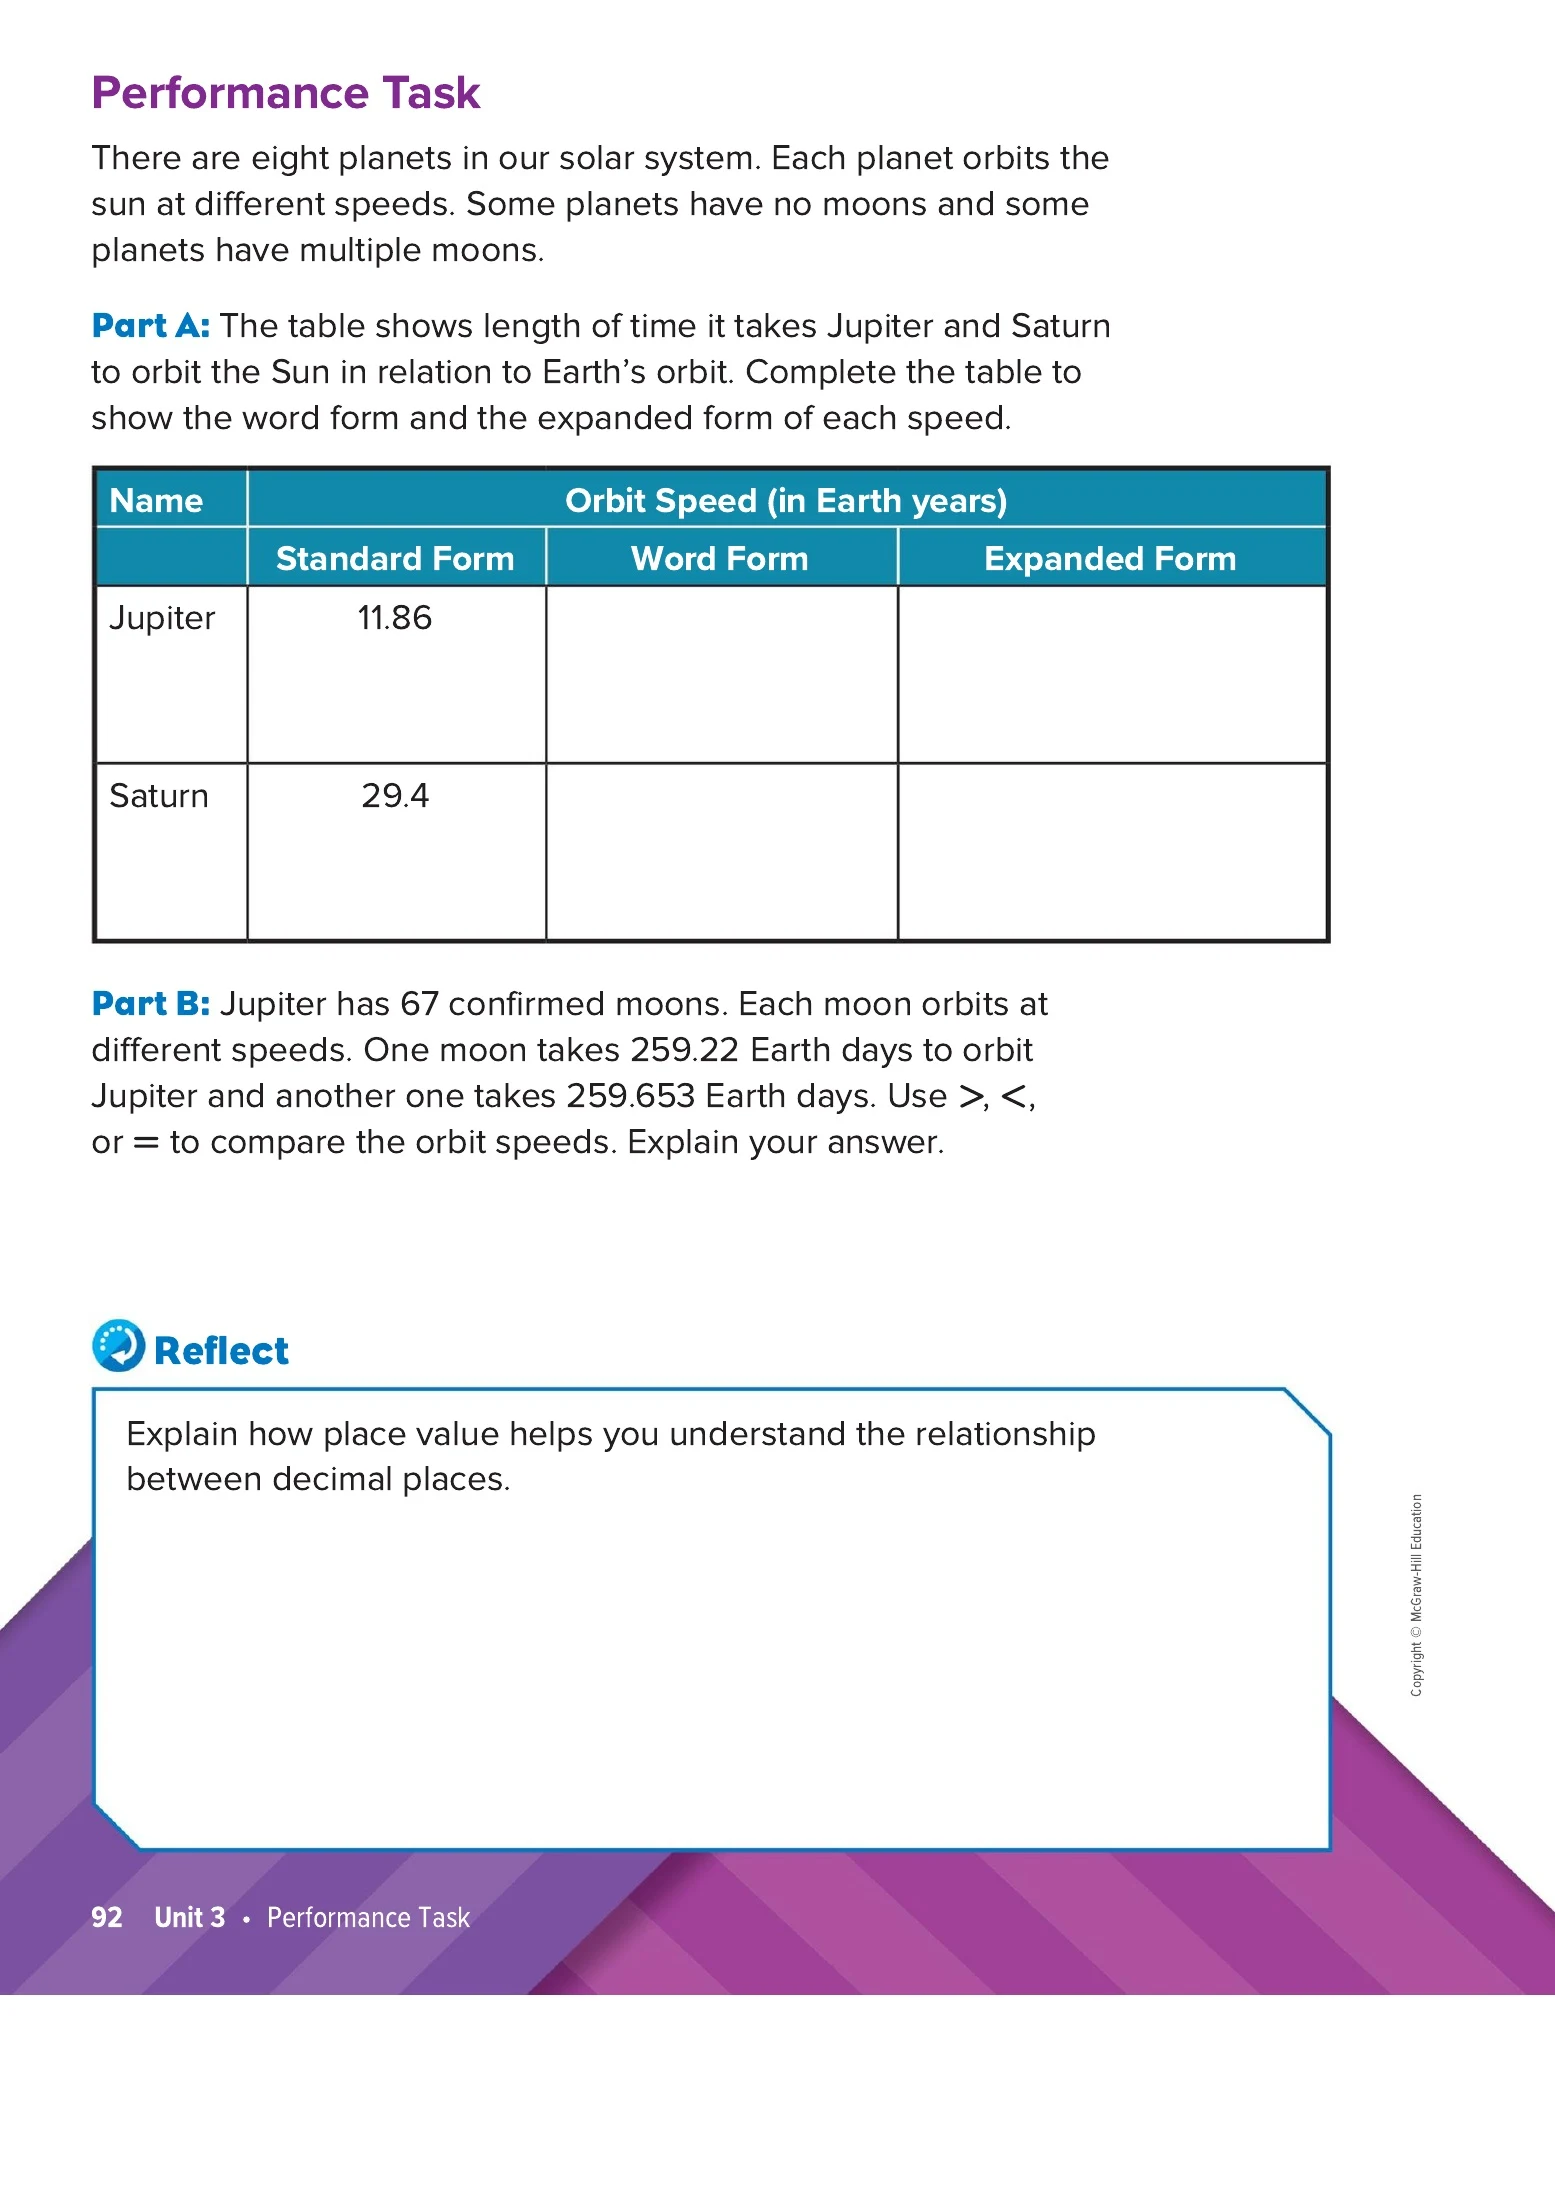 Performance Task
There are eight planets in our solar system. Each planet orbits the
sun at different speeds. Some planets have no moons and some
planets have multiple moons.
Part A: The table shows length of time it takes Jupiter and Saturn
to orbit the Sun in relation to Earth’s orbit. Complete the table to
show the word form and the expanded form of each speed.
Name Orbit Speed (in Earth years)
Standard Form Word Form Expanded Form
Jupiter 11.86
Saturn 29.4
Part B: Jupiter has 67 confirmed moons. Each moon orbits at
different speeds. One moon takes 259.22 Earth days to orbit
Jupiter and another one takes 259.653 Earth days. Use >, <,
or = to compare the orbit speeds. Explain your answer.
Reflect
Explain how place value helps you understand the relationship
between decimal places.
Copyright © McGraw-Hill Education
92 Unit 3 • Performance Task